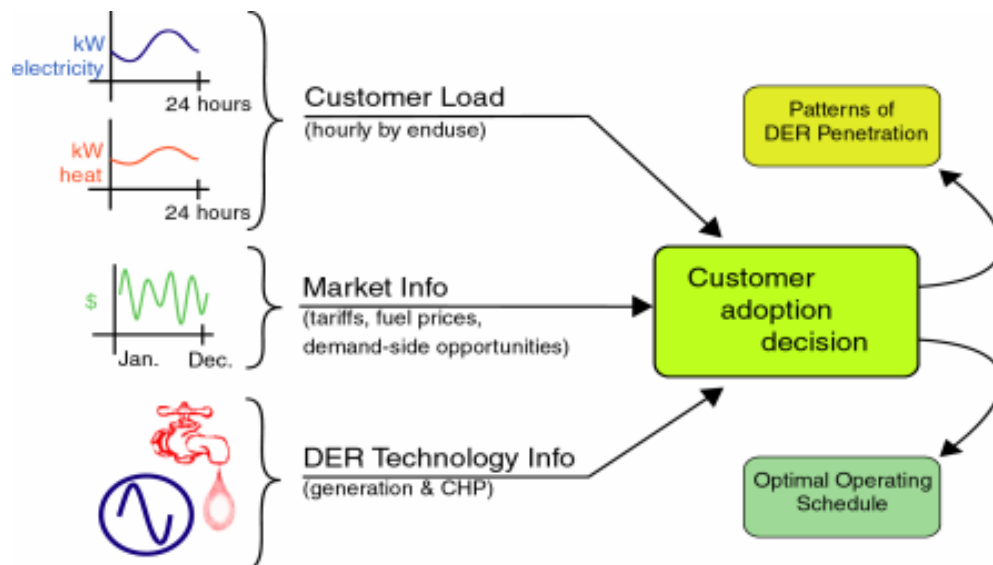 kW
electricity
24 hours
kW
heat
24 hours
Customer Load
(hourly by enduse)
Patterns of
DER Penetration
$
Jan.
Dec.
Market Info
(tariffs, fuel prices,
demand-side opportunities)
Customer
adoption
decision
DER Technology Info
(generation & CHP)
Optimal Operating
Schedule